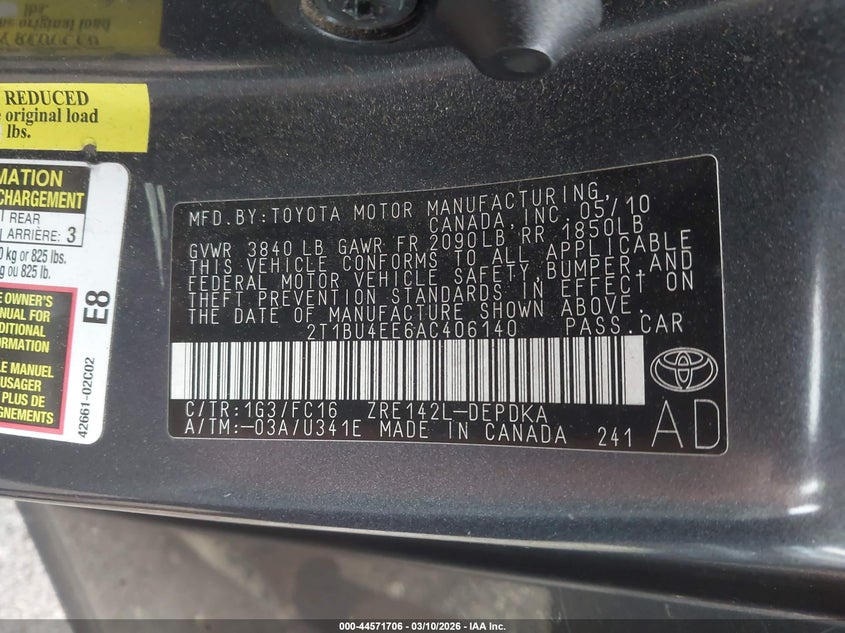 REDUCED
original load
lbs.
MATION
CHARGEMENT
REAR
ARRIÈRE: 3
kg or 825 lbs.
ou 825 lb.
OWNER'S
MANUAL FOR
DITIONAL
ORMATION
LE MANUEL
USAGER
PLUS DE
IGNEMENTS
E8
42661-02C02
MFD.BY:TOYOTA MOTOR MANUFACTURING,
CANADA, INC. 05/10
GVWR 3840 LB GAWR FR 2090LB RR 1850LB
THIS VEHICLE CONFORMS TO ALL APPLICABLE
FEDERAL MOTOR VEHICLE SAFETY,BUMPER,AND
THEFT PREVENTION STANDARDS IN EFFECT ON
THE DATE OF MANUFACTURE SHOWN ABOVE.
2T1BU4EE6AC406140 PASS.CAR
C/TR:1G3/FC16 ZRE142L-DEPDKA
A/TM:-03A/U341E MADE IN CANADA 241
AD
000-44571706 - 03/10/2026 - IAA Inc.